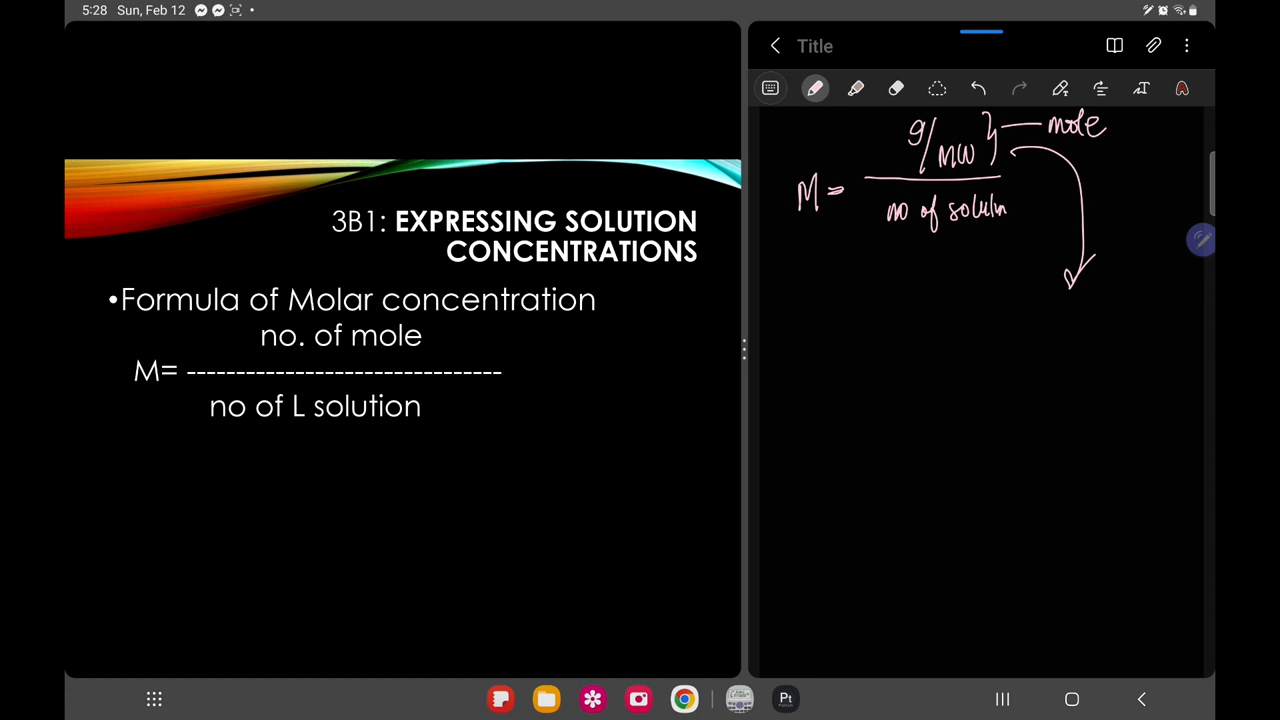 5:28 Sun, Feb 12
3B1: EXPRESSING SOLUTION
CONCENTRATIONS
•Formula of Molar concentration
no. of mole
M= --------------------------------
no of L solution
Title
g/MW } — mole
M =
no of solutn
Pt